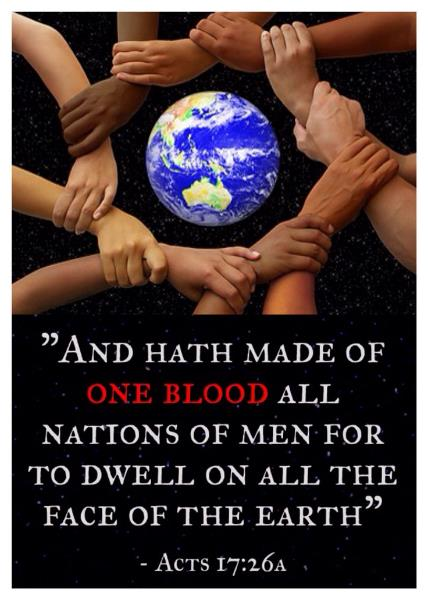 "And hath made of
one blood all
nations of men for
to dwell on all the
face of the earth"
- Acts 17:26a